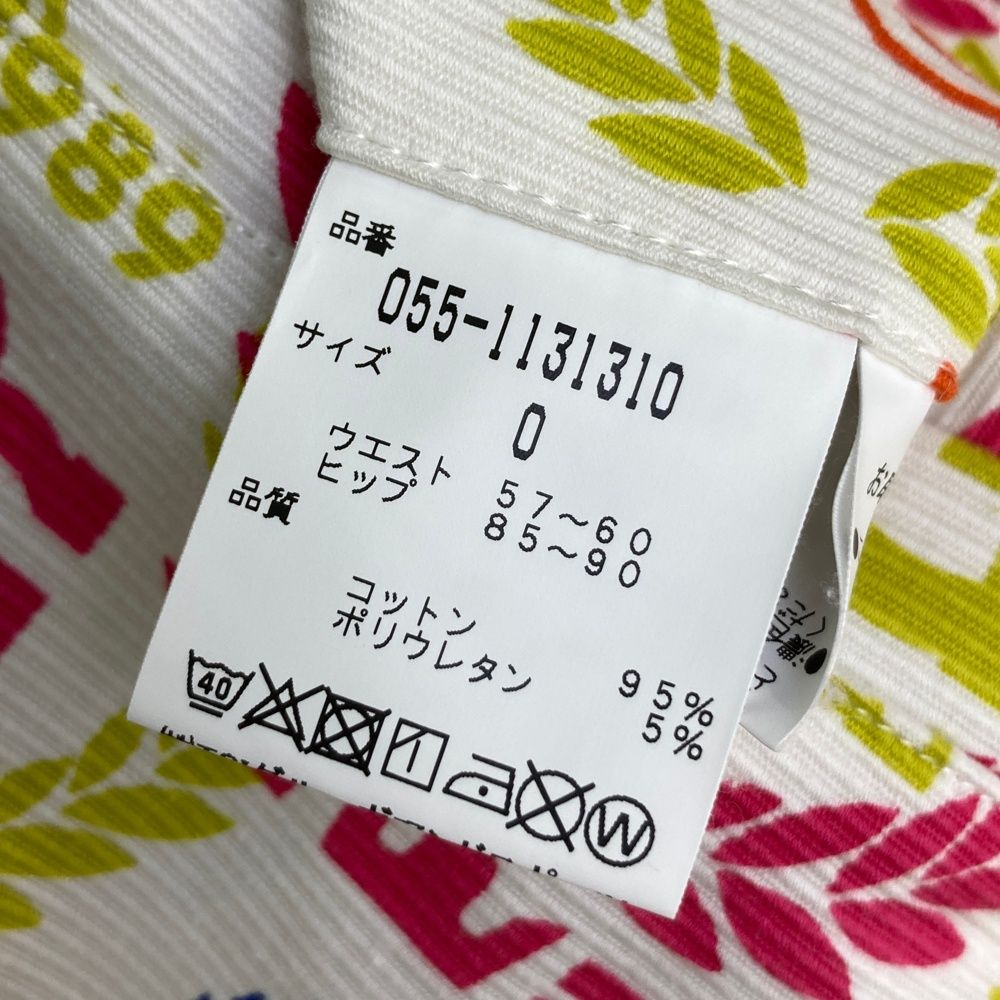 品番
055-1131310
サイズ
0
ウエスト 57~60
ヒップ 85~90
品質
コットン 95%
ポリウレタン 5%
40
W
1989